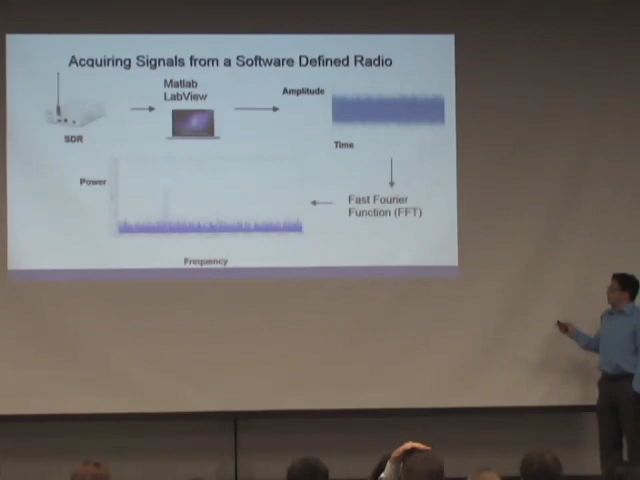 Acquiring Signals from a Software Defined Radio
Matlab
LabView
Amplitude
SDR
Time
Power
Fast Fourier
Function (FFT)
Frequency